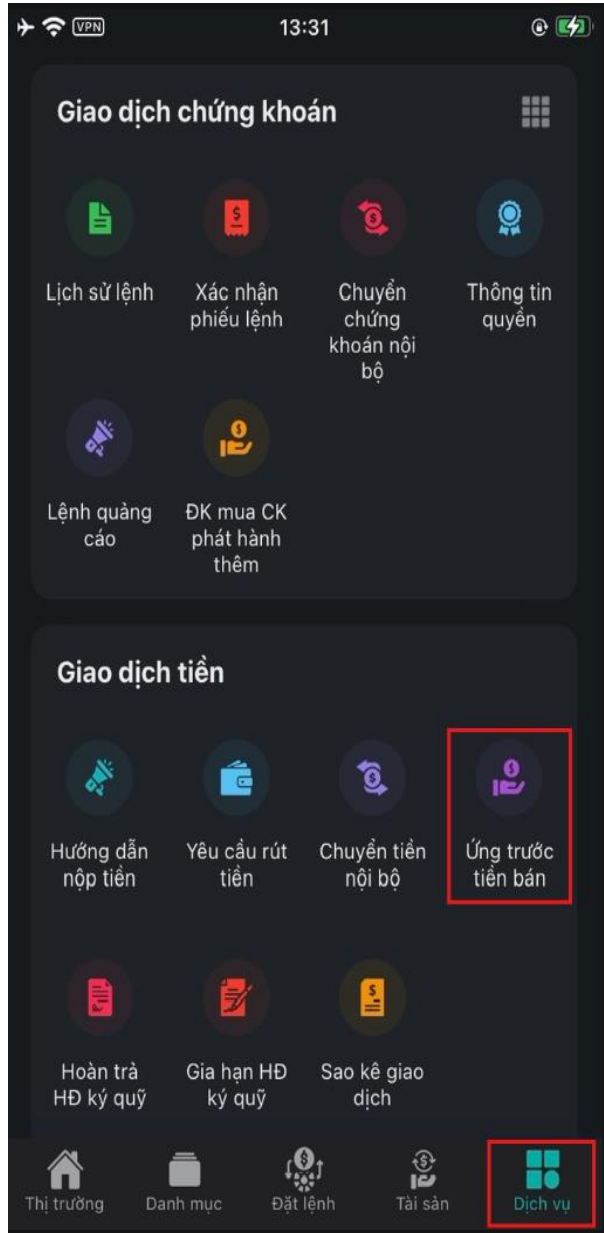 VPN
13:31
Giao dịch chứng khoán
Lịch sử lệnh
Xác nhận
phiếu lệnh
Chuyển
chứng
khoán nội
bộ
Thông tin
quyền
Lệnh quảng
cáo
ĐK mua CK
phát hành
thêm
Giao dịch tiền
Hướng dẫn
nộp tiền
Yêu cầu rút
tiền
Chuyển tiền
nội bộ
Ứng trước
tiền bán
Hoàn trả
HĐ ký quỹ
Gia hạn HĐ
ký quỹ
Sao kê giao
dịch
Thị trường
Danh mục
Đặt lệnh
Tài sản
Dịch vụ